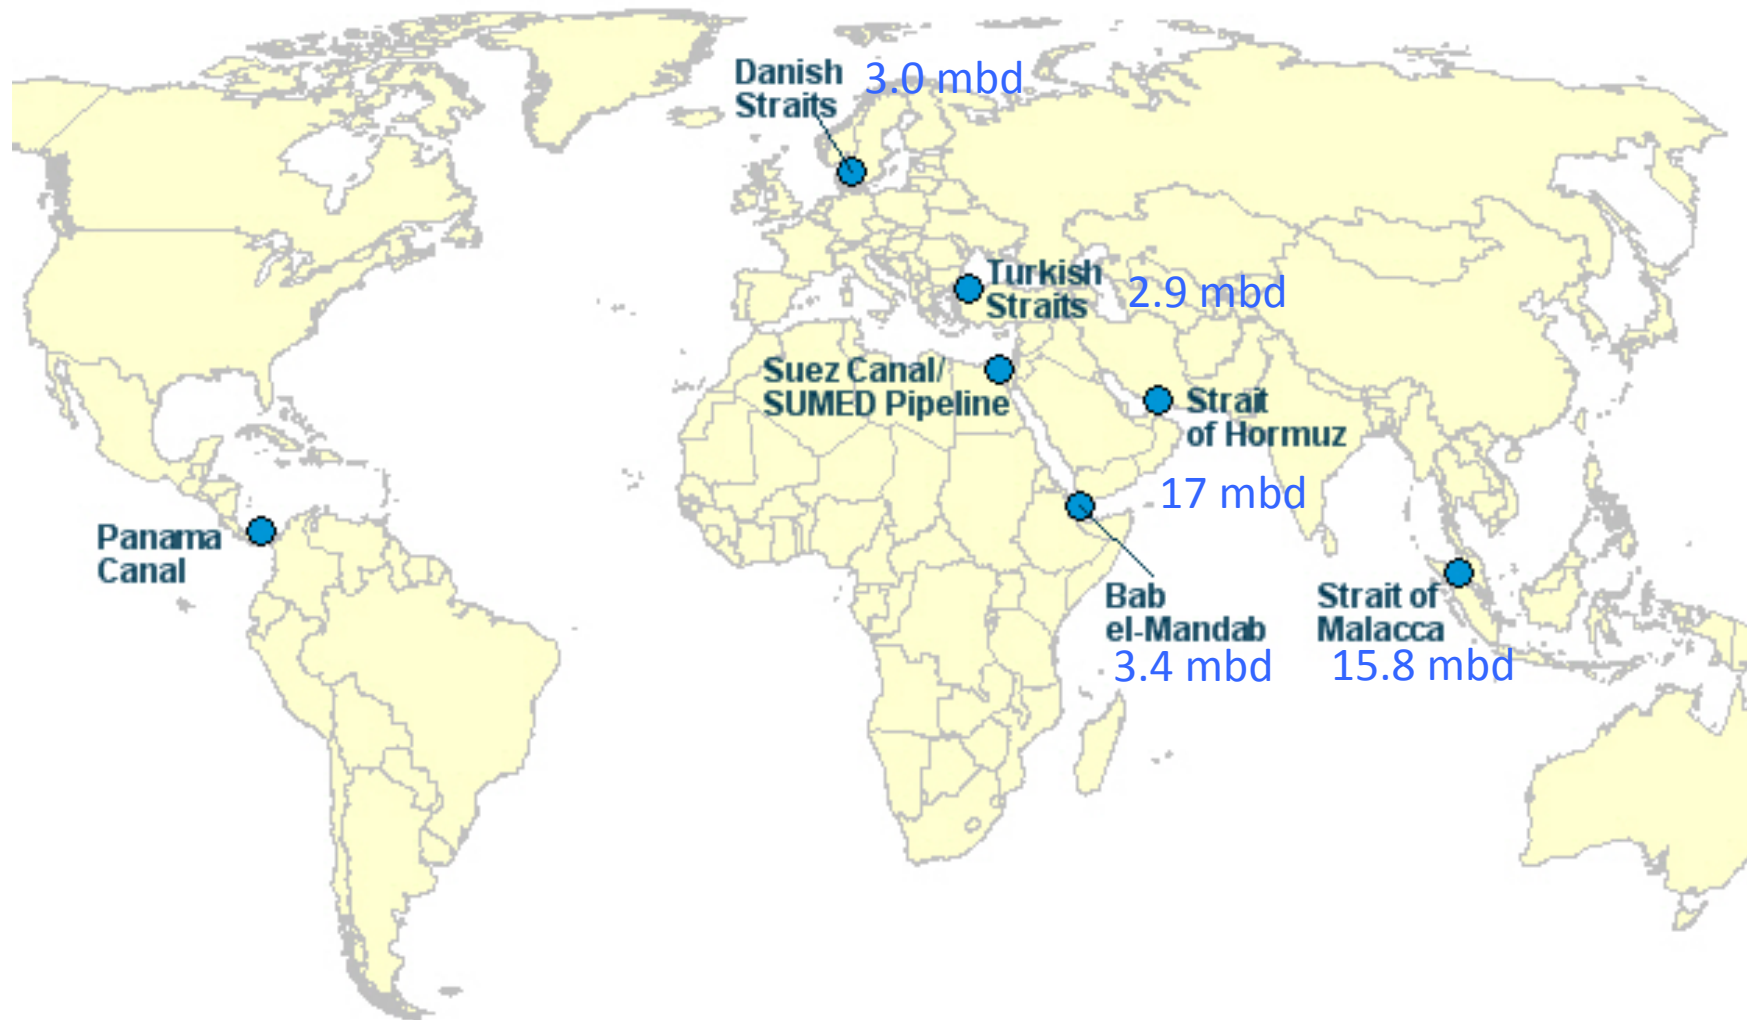 Danish
Straits
3.0 mbd
Turkish
Straits
2.9 mbd
Suez Canal/
SUMED Pipeline
Strait
of Hormuz
17 mbd
Panama
Canal
Bab
el-Mandab
3.4 mbd
Strait of
Malacca
15.8 mbd